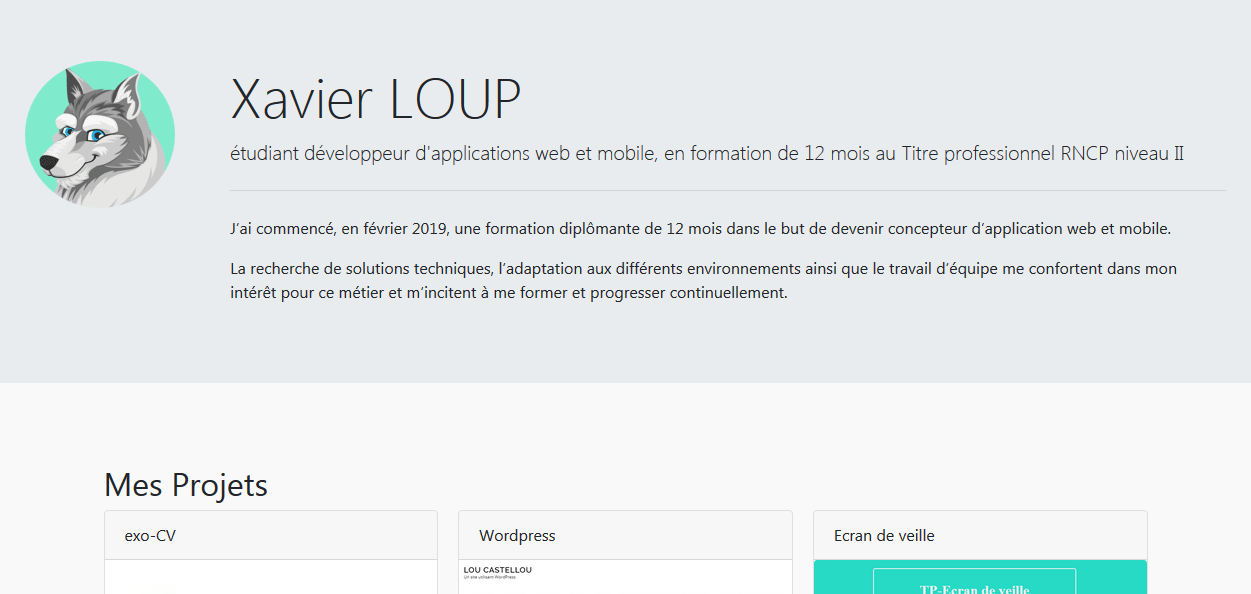 Xavier LOUP
étudiant développeur d'applications web et mobile, en formation de 12 mois au Titre professionnel RNCP niveau II
J’ai commencé, en février 2019, une formation diplômante de 12 mois dans le but de devenir concepteur d’application web et mobile.
La recherche de solutions techniques, l’adaptation aux différents environnements ainsi que le travail d’équipe me confortent dans mon
intérêt pour ce métier et m’incitent à me former et progresser continuellement.
Mes Projets
exo-CV
Wordpress
Ecran de veille
LOU CASTELLOU
Un site utilisant WordPress
TP-Ecran de veille